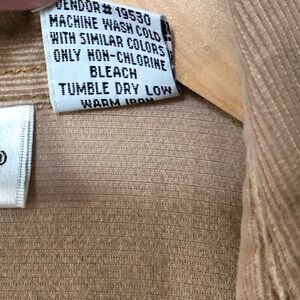 VENDOR# 19530
MACHINE WASH COLD
WITH SIMILAR COLORS
ONLY NON-CHLORINE
BLEACH
TUMBLE DRY LOW
WARM IRON
®